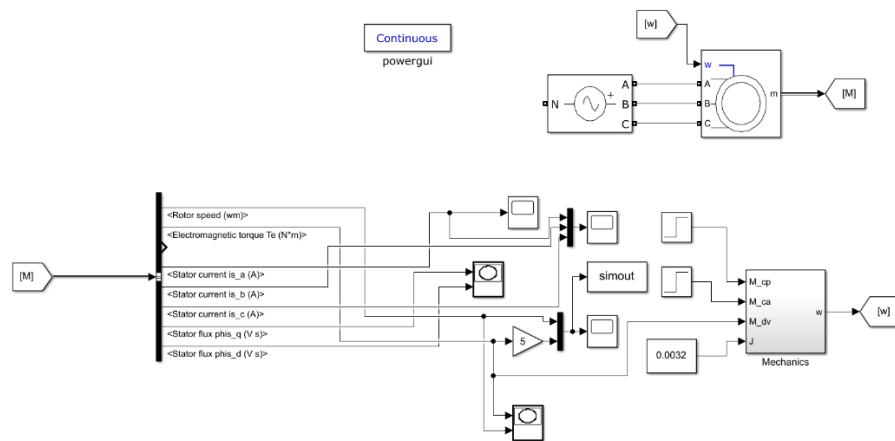 [w]
Continuous
powergui
w
A
A
m
[M]
N
+
B
B
C
C
<Rotor speed (wm)>
<Electromagnetic torque Te (N*m)>
[M]
<Stator current is_a (A)>
simout
M_cp
<Stator current is_b (A)>
M_ca
w
[w]
<Stator current is_c (A)>
M_dv
<Stator flux phis_q (V s)>
5
J
<Stator flux phis_d (V s)>
0.0032
Mechanics